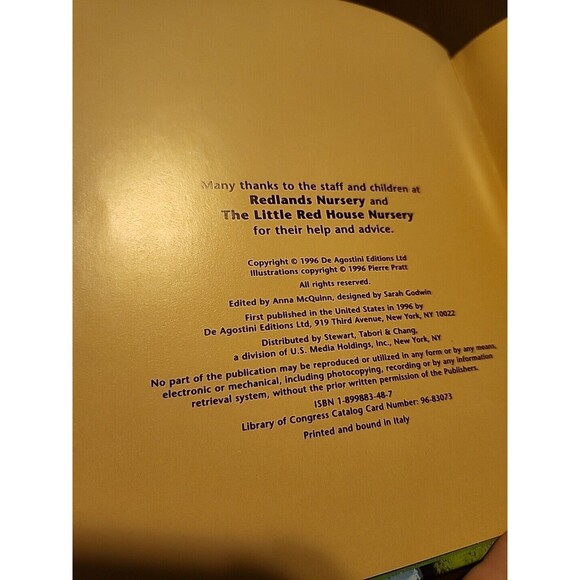 Many thanks to the staff and children at
Redlands Nursery and
The Little Red House Nursery
for their help and advice.
Copyright © 1996 De Agostini Editions Ltd
Illustrations copyright © 1996 Pierre Pratt
All rights reserved.
Edited by Anna McQuinn, designed by Sarah Godwin
First published in the United States in 1996 by
De Agostini Editions Ltd, 919 Third Avenue, New York, NY 10022
Distributed by Stewart, Tabori & Chang,
a division of U.S. Media Holdings, Inc., New York, NY
No part of the publication may be reproduced or utilized in any form or by any means,
electronic or mechanical, including photocopying, recording or by any information
retrieval system, without the prior written permission of the Publishers.
ISBN 1-899883-48-7
Library of Congress Catalog Card Number: 96-83073
Printed and bound in Italy